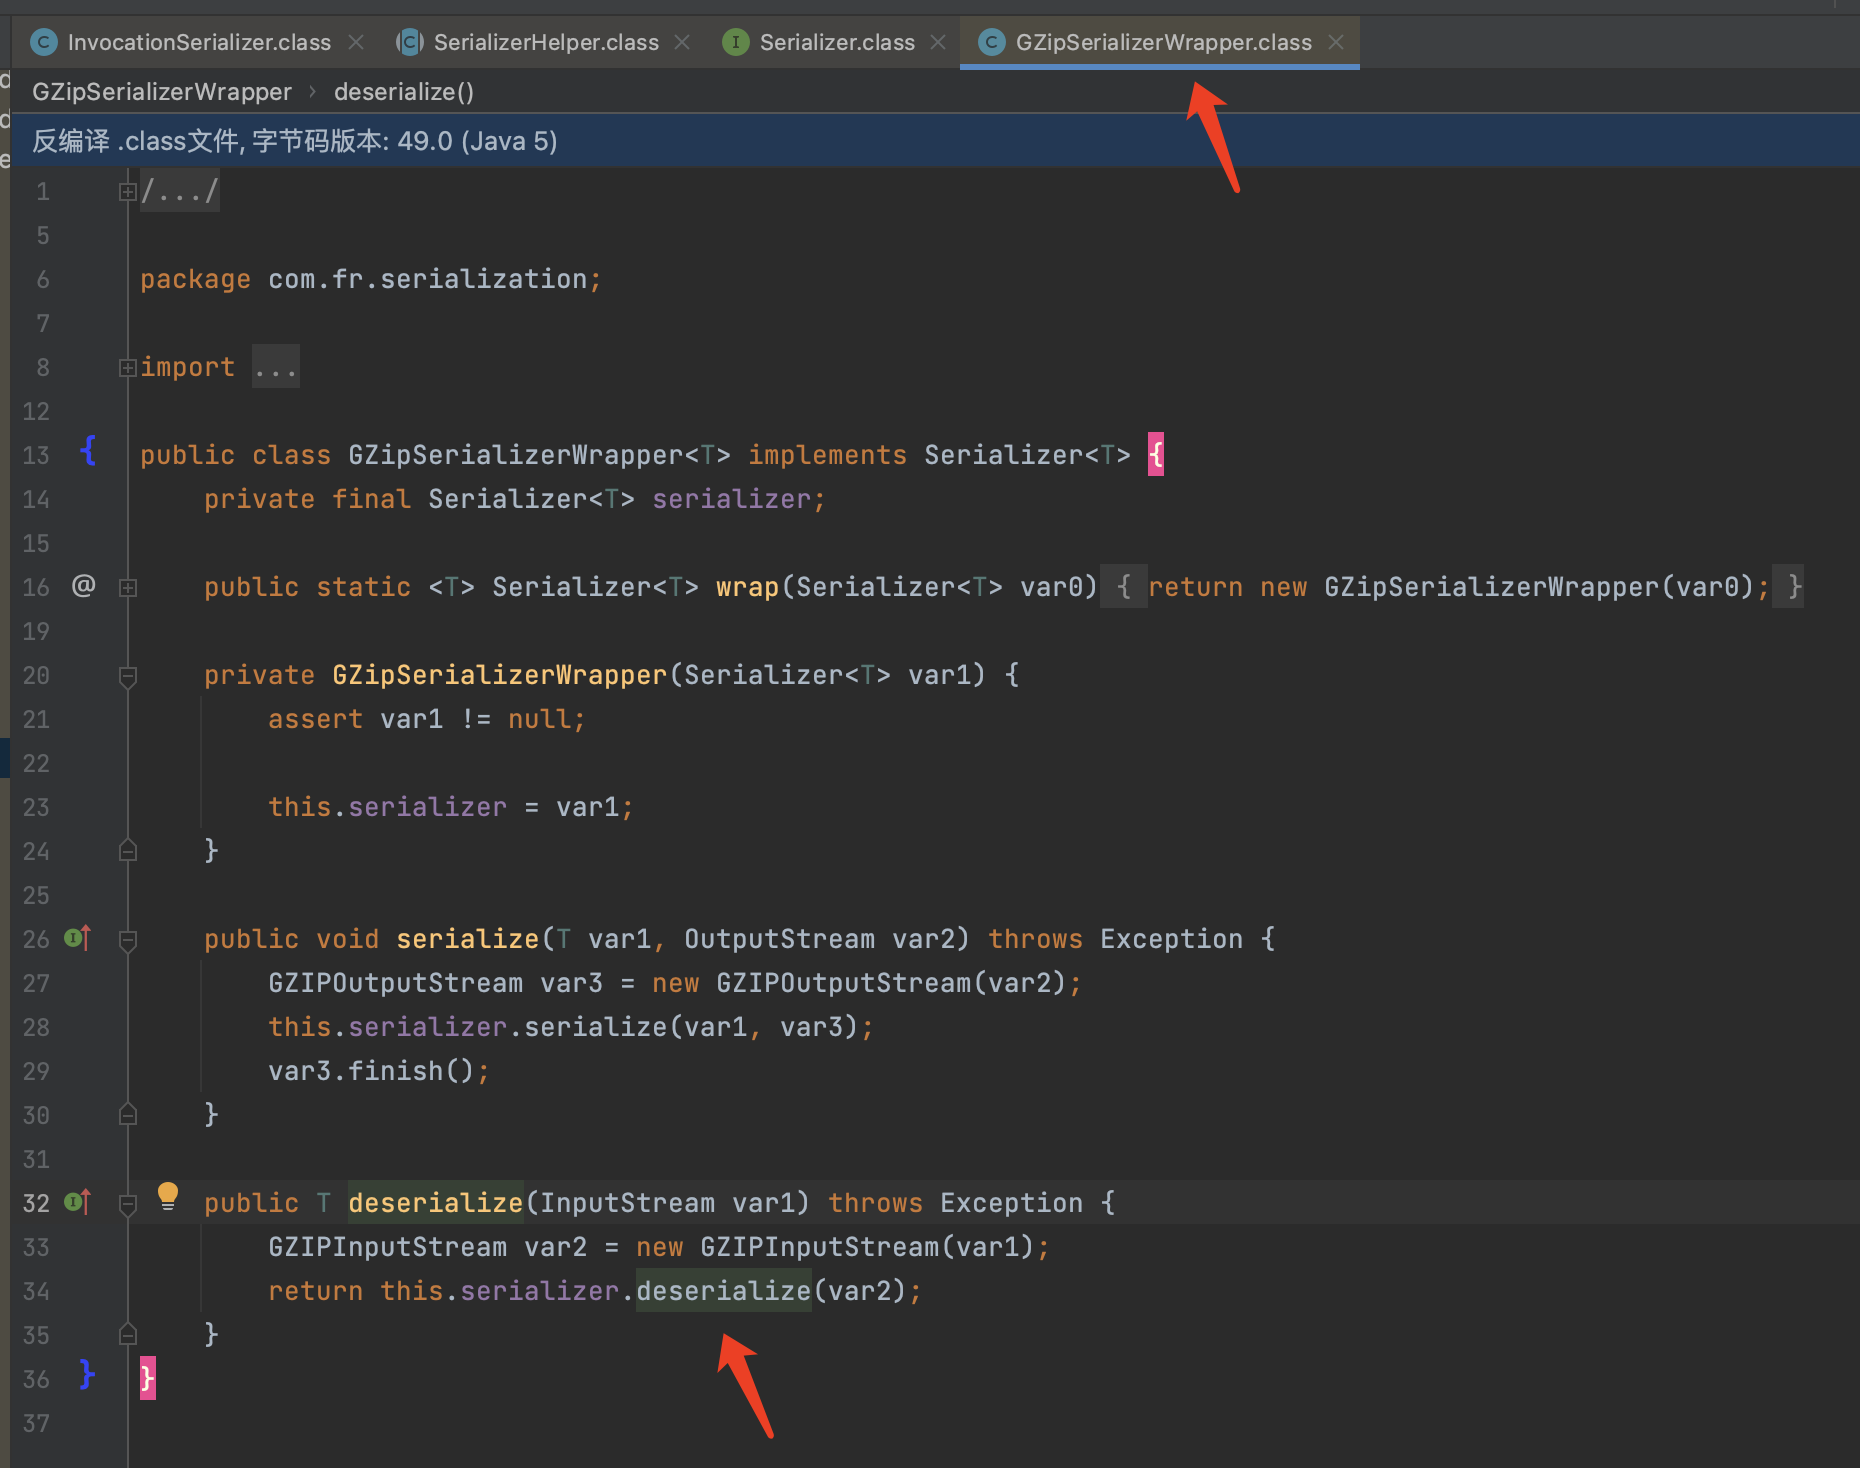 InvocationSerializer.class SerializerHelper.class Serializer.class GZipSerializerWrapper.class
GZipSerializerWrapper › deserialize()
反编译 .class文件, 字节码版本: 49.0 (Java 5)
1 /.../
5
6 package com.fr.serialization;
7
8 import ...
12
13 public class GZipSerializerWrapper<T> implements Serializer<T> {
14 private final Serializer<T> serializer;
15
16 @ public static <T> Serializer<T> wrap(Serializer<T> var0) { return new GZipSerializerWrapper(var0); }
19
20 private GZipSerializerWrapper(Serializer<T> var1) {
21 assert var1 != null;
22
23 this.serializer = var1;
24 }
25
26 public void serialize(T var1, OutputStream var2) throws Exception {
27 GZIPOutputStream var3 = new GZIPOutputStream(var2);
28 this.serializer.serialize(var1, var3);
29 var3.finish();
30 }
31
32 public T deserialize(InputStream var1) throws Exception {
33 GZIPInputStream var2 = new GZIPInputStream(var1);
34 return this.serializer.deserialize(var2);
35 }
36 }
37